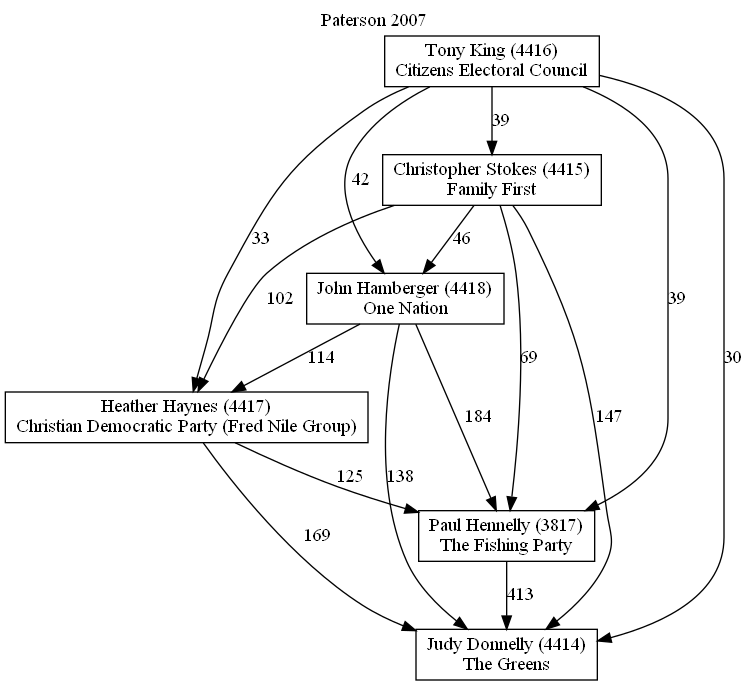 Paterson 2007
Tony King (4416)
Citizens Electoral Council
39
Christopher Stokes (4415)
Family First
42
33
46
102
John Hamberger (4418)
One Nation
39
114
69
30
Heather Haynes (4417)
Christian Democratic Party (Fred Nile Group)
184
147
125
138
Paul Hennelly (3817)
The Fishing Party
169
413
Judy Donnelly (4414)
The Greens